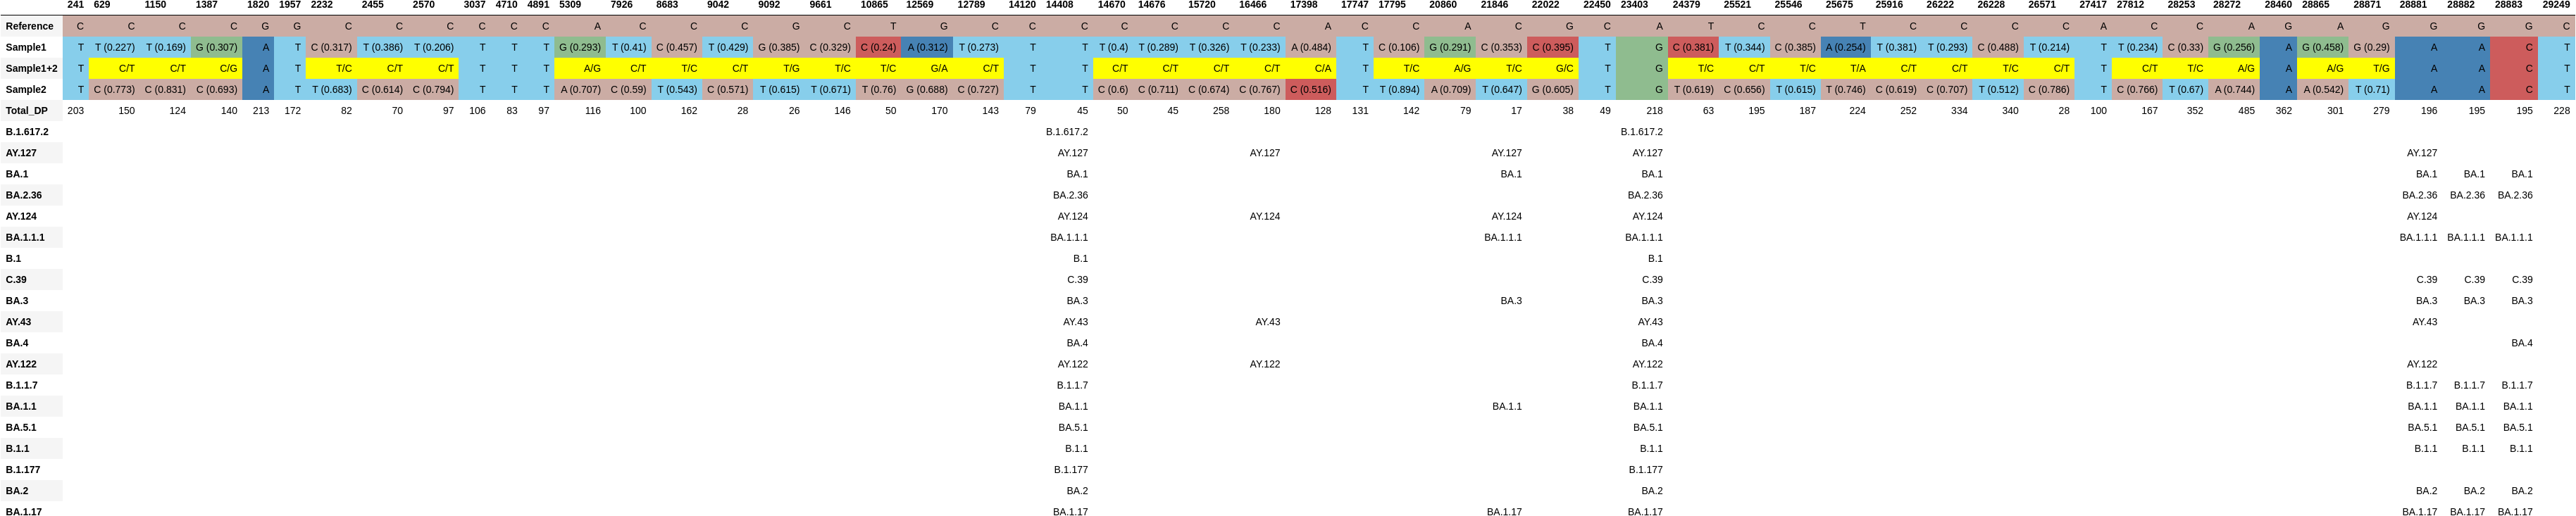 241 629 1150 1387 1820 1957 2232 2455 2570 3037 4710 4891 5309 7926 8683 9042 9092 9661 10865 12569 12789 14120 14408 14670 14676 15720 16466 17398 17747 17795 20860 21846 22022 22450 23403 24379 25521 25546 25675 25916 26222 26228 26571 27417 27812 28253 28272 28460 28865 28871 28881 28882 28883 29249
Reference C C C C G G C C C C C C A C C C G C T G C C C C C C C A C C A C G C A T C C T C C C C A C C A G A G G G G C
Sample1 T T (0.227) T (0.169) G (0.307) A T C (0.317) T (0.386) T (0.206) T T T G (0.293) T (0.41) C (0.457) T (0.429) G (0.385) C (0.329) C (0.24) A (0.312) T (0.273) T T T (0.4) T (0.289) T (0.326) T (0.233) A (0.484) T C (0.106) G (0.291) C (0.353) C (0.395) T G C (0.381) T (0.344) C (0.385) A (0.254) T (0.381) T (0.293) C (0.488) T (0.214) T T (0.234) C (0.33) G (0.256) A G (0.458) G (0.29) A A C T
Sample1+2 T C/T C/T C/G A T T/C C/T C/T T T T A/G C/T T/C C/T T/G T/C T/C G/A C/T T T C/T C/T C/T C/T C/A T T/C A/G T/C G/C T G T/C C/T T/C T/A C/T C/T T/C C/T T C/T T/C A/G A A/G T/G A A C T
Sample2 T C (0.773) C (0.831) C (0.693) A T T (0.683) C (0.614) C (0.794) T T T A (0.707) C (0.59) T (0.543) C (0.571) T (0.615) T (0.671) T (0.76) G (0.688) C (0.727) T T C (0.6) C (0.711) C (0.674) C (0.767) C (0.516) T T (0.894) A (0.709) T (0.647) G (0.605) T G T (0.619) C (0.656) T (0.615) T (0.746) C (0.619) C (0.707) T (0.512) C (0.786) T C (0.766) T (0.67) A (0.744) A A (0.542) T (0.71) A A C T
Total_DP 203 150 124 140 213 172 82 70 97 106 83 97 116 100 162 28 26 146 50 170 143 79 45 50 45 258 180 128 131 142 79 17 38 49 218 63 195 187 224 252 334 340 28 100 167 352 485 362 301 279 196 195 195 228
B.1.617.2 B.1.617.2 B.1.617.2
AY.127 AY.127 AY.127 AY.127 AY.127 AY.127
BA.1 BA.1 BA.1 BA.1 BA.1 BA.1 BA.1
BA.2.36 BA.2.36 BA.2.36 BA.2.36 BA.2.36 BA.2.36
AY.124 AY.124 AY.124 AY.124 AY.124 AY.124
BA.1.1.1 BA.1.1.1 BA.1.1.1 BA.1.1.1 BA.1.1.1 BA.1.1.1 BA.1.1.1
B.1 B.1 B.1
C.39 C.39 C.39 C.39 C.39 C.39
BA.3 BA.3 BA.3 BA.3 BA.3 BA.3 BA.3
AY.43 AY.43 AY.43 AY.43 AY.43
BA.4 BA.4 BA.4 BA.4
AY.122 AY.122 AY.122 AY.122 AY.122
B.1.1.7 B.1.1.7 B.1.1.7 B.1.1.7 B.1.1.7 B.1.1.7
BA.1.1 BA.1.1 BA.1.1 BA.1.1 BA.1.1 BA.1.1 BA.1.1
BA.5.1 BA.5.1 BA.5.1 BA.5.1 BA.5.1 BA.5.1
B.1.1 B.1.1 B.1.1 B.1.1 B.1.1 B.1.1
B.1.177 B.1.177 B.1.177
BA.2 BA.2 BA.2 BA.2 BA.2 BA.2
BA.1.17 BA.1.17 BA.1.17 BA.1.17 BA.1.17 BA.1.17 BA.1.17